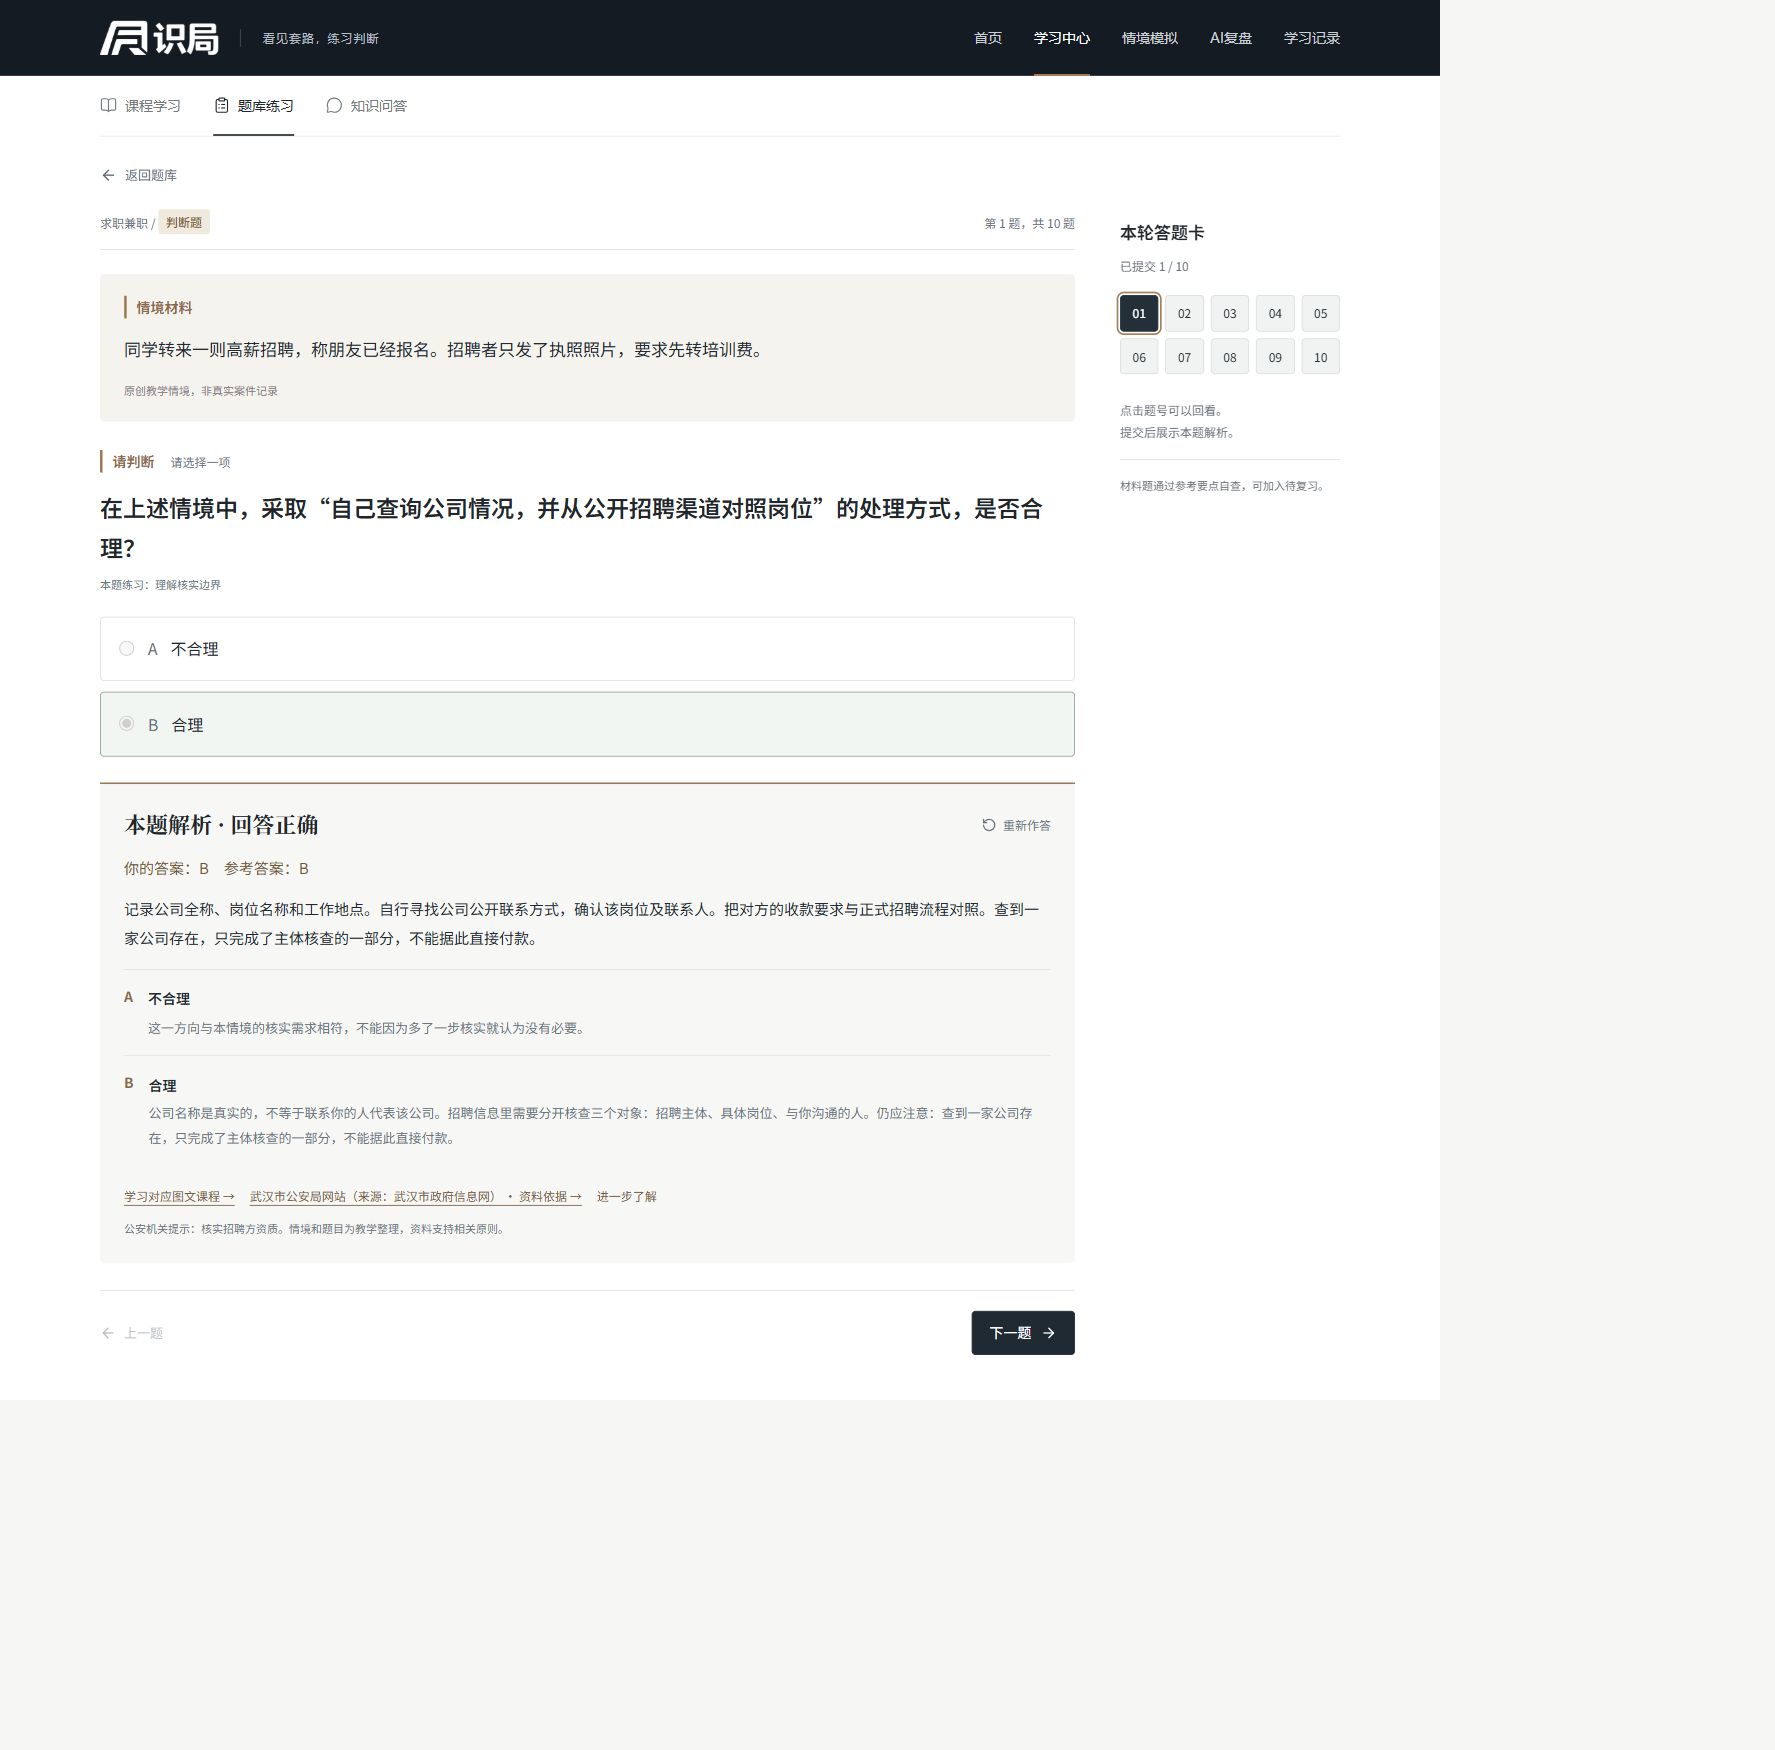 识局
看见套路，练习判断
首页
学习中心
情境模拟
AI复盘
学习记录
课程学习
题库练习
知识问答
返回题库
求职兼职 / 判断题
第 1 题，共 10 题
情境材料
同学转来一则高薪招聘，称朋友已经报名。招聘者只发了执照照片，要求先转培训费。
原创教学情境，非真实案件记录
请判断 请选择一项
在上述情境中，采取“自己查询公司情况，并从公开招聘渠道对照岗位”的处理方式，是否合
理？
本题练习：理解核实边界
A 不合理
B 合理
本题解析 · 回答正确
重新作答
你的答案：B 参考答案：B
记录公司全称、岗位名称和工作地点。自行寻找公司公开联系方式，确认该岗位及联系人。把对方的收款要求与正式招聘流程对照。查到一
家公司存在，只完成了主体核查的一部分，不能据此直接付款。
A 不合理
这一方向与本情境的核实需求相符，不能因为多了一步核实就认为没有必要。
B 合理
公司名称是真实的，不等于联系你的人代表该公司。招聘信息里需要分开核查三个对象：招聘主体、具体岗位、与你沟通的人。仍应注意：查到一家公司存
在，只完成了主体核查的一部分，不能据此直接付款。
学习对应图文课程 → 武汉市公安局网站（来源：武汉市政府信息网） · 资料依据 → 进一步了解
公安机关提示：核实招聘方资质。情境和题目为教学整理，资料支持相关原则。
← 上一题
下一题 →
本轮答题卡
已提交 1 / 10
01 02 03 04 05
06 07 08 09 10
点击题号可以回看。
提交后展示本题解析。
材料题通过参考要点自查，可加入待复习。